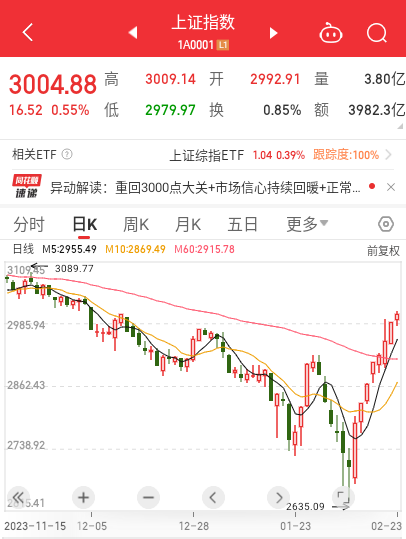 上证指数
1A0001 L1
3004.88 高 3009.14 开 2992.91 量 3.80亿
16.52 0.55% 低 2979.97 换 0.85% 额 3982.3亿
相关ETF ? 上证综指ETF 1.04 0.39% 跟踪度:100%
同花顺 速递 异动解读：重回3000点大关+市场信心持续回暖+正常...
分时 日K 周K 月K 五日 更多
日线 M5:2955.49 M10:2869.49 M60:2915.78 前复权
3109.45 3089.77
2985.94
2862.43
2738.92
2615.41 2635.09
2023-11-15 12-05 12-28 01-23 02-23